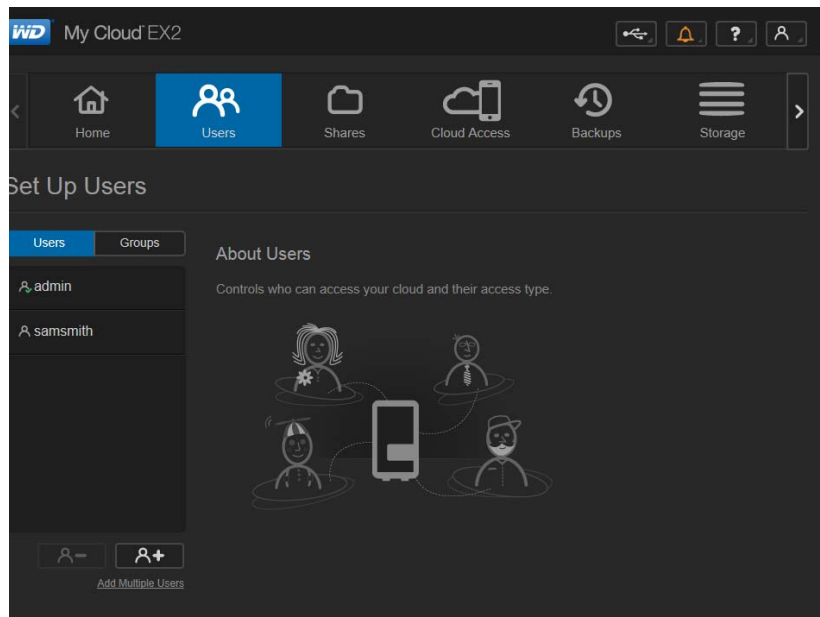 WD My Cloud EX2
?
Home Users Shares Cloud Access Backups Storage
Set Up Users
Users Groups
About Users
admin
Controls who can access your cloud and their access type.
samsmith
Add Multiple Users